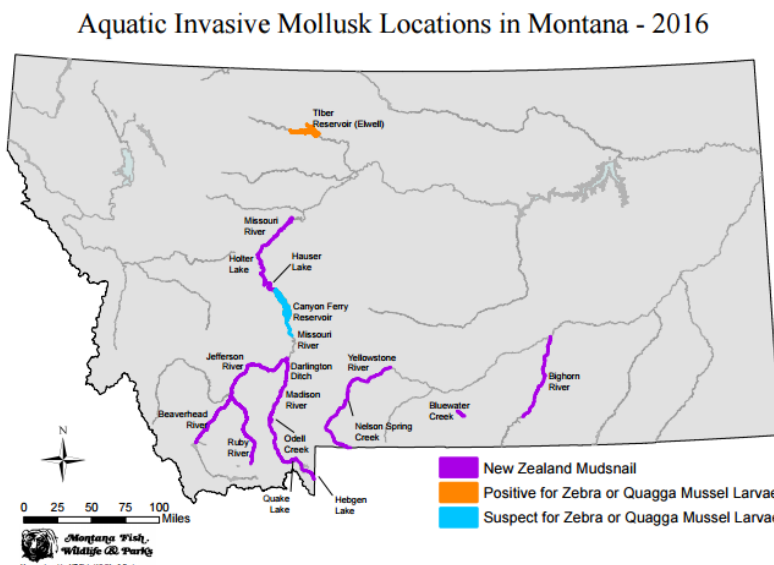 Aquatic Invasive Mollusk Locations in Montana - 2016
Tiber
Reservoir (Elwell)
Missouri
River
Holter
Lake
Hauser
Lake
Canyon Ferry
Reservoir
Missouri
River
Jefferson
River
Darlington
Ditch
Yellowstone
River
Madison
River
Bighorn
River
Beaverhead
River
Bluewater
Creek
Nelson Spring
Creek
Ruby
River
Odell
Creek
N
Quake
Lake
Hebgen
Lake
New Zealand Mudsnail
Positive for Zebra or Quagga Mussel Larvae
Suspect for Zebra or Quagga Mussel Larvae
0 25 50 75 100
Miles
Montana Fish,
Wildlife & Parks